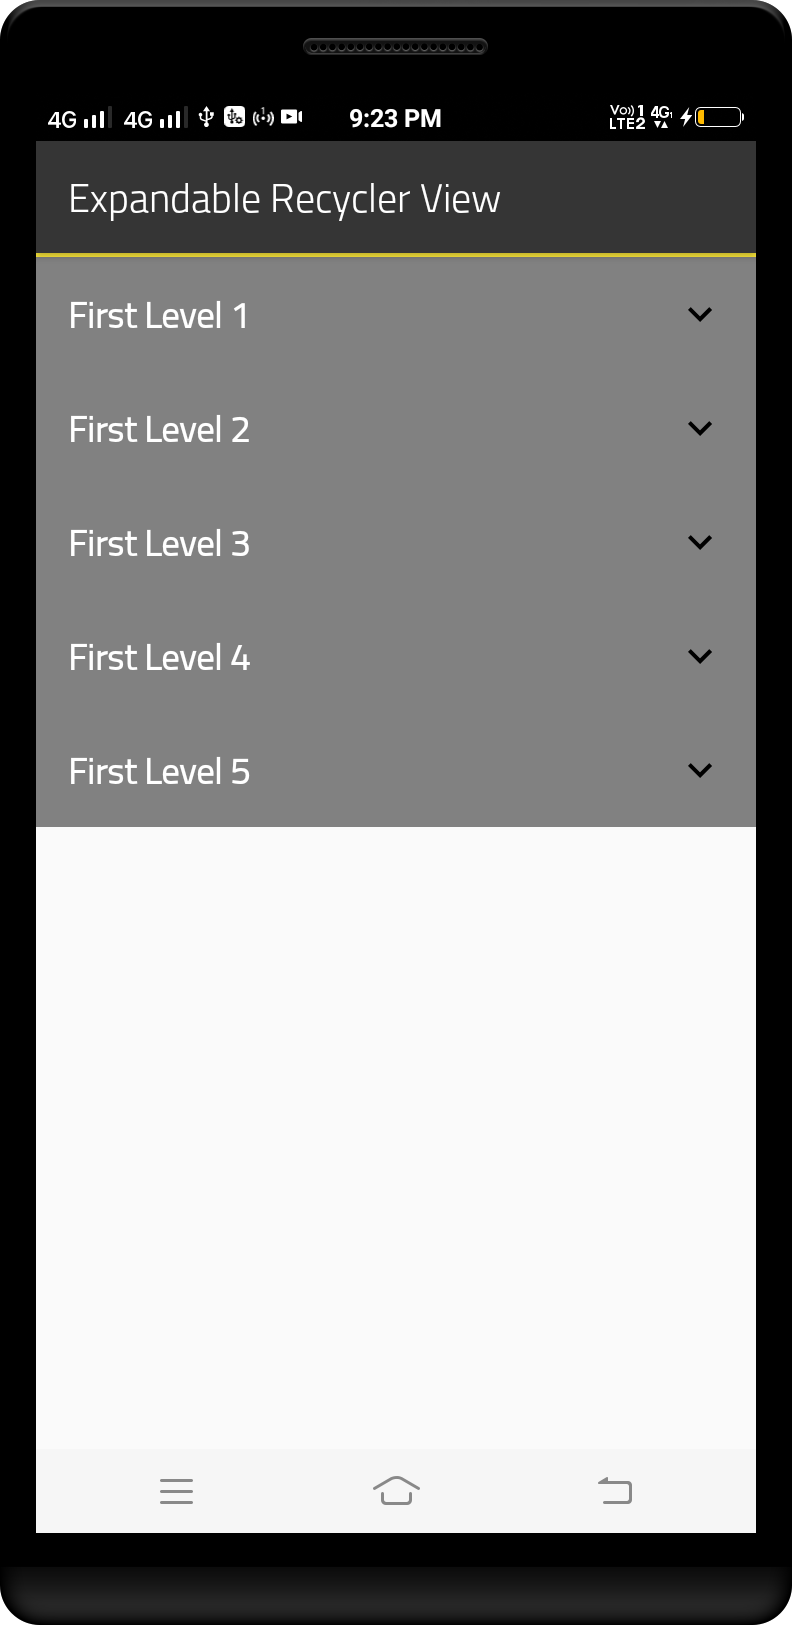 4G 4G 9:23 PM Vo)) 1 LTE2 4G
Expandable Recycler View
First Level 1
First Level 2
First Level 3
First Level 4
First Level 5